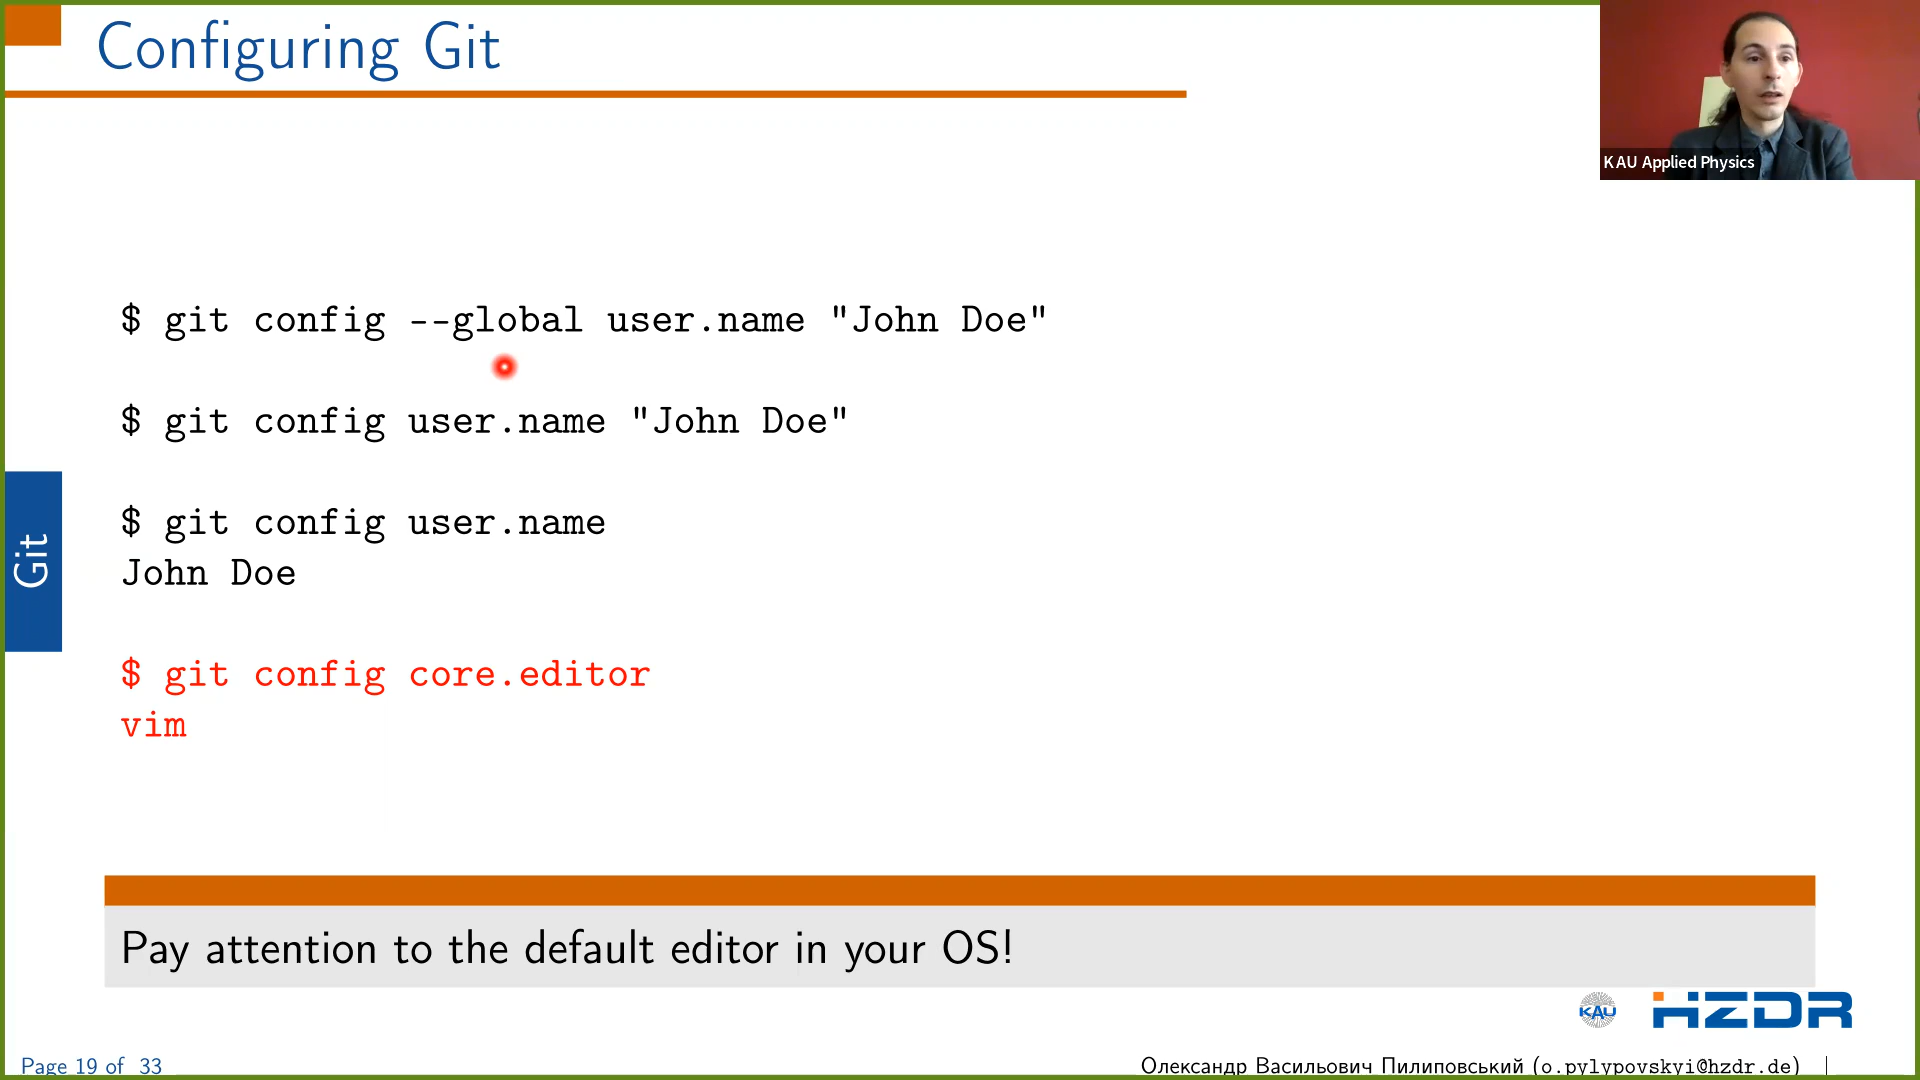 Configuring Git
KAU Applied Physics
$ git config --global user.name "John Doe"
$ git config user.name "John Doe"
$ git config user.name
John Doe
$ git config core.editor
vim
Git
Pay attention to the default editor in your OS!
KAU HZDR
Page 19 of 33
Олександр Васильович Пилиповський (o.pylypovskyi@hzdr.de) |